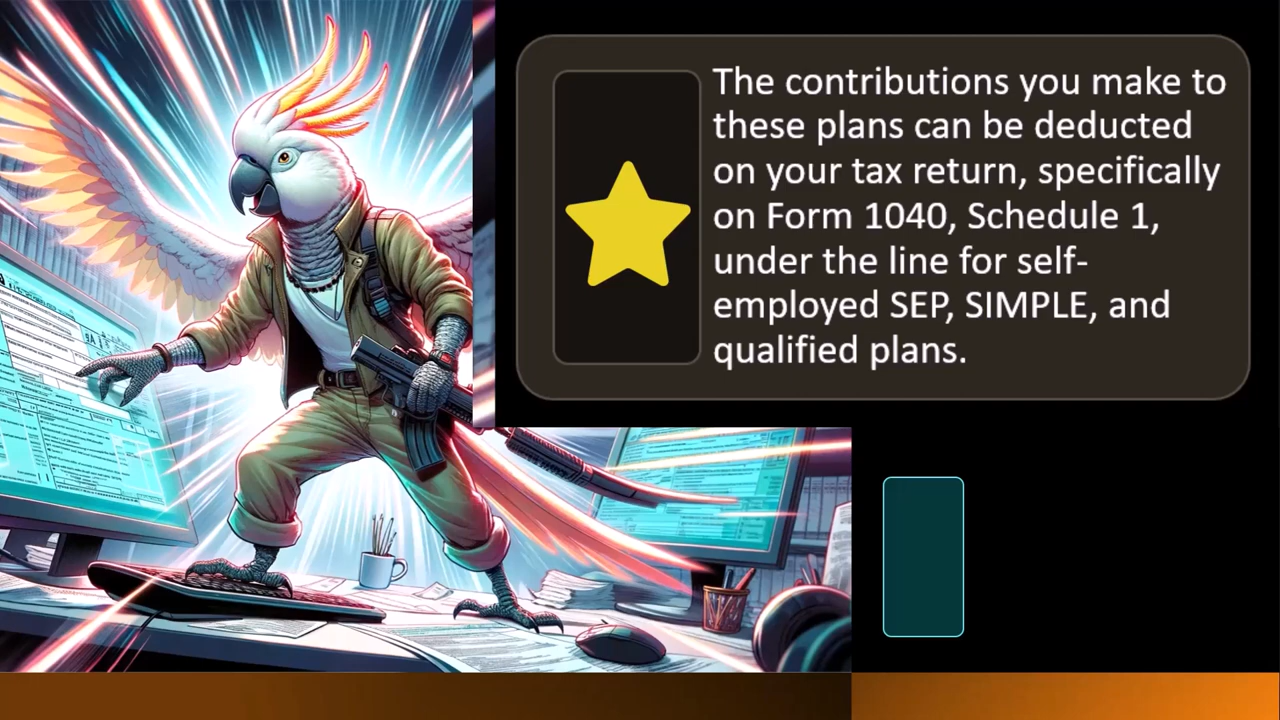 The contributions you make to
these plans can be deducted
on your tax return, specifically
on Form 1040, Schedule 1,
under the line for self-
employed SEP, SIMPLE, and
qualified plans.